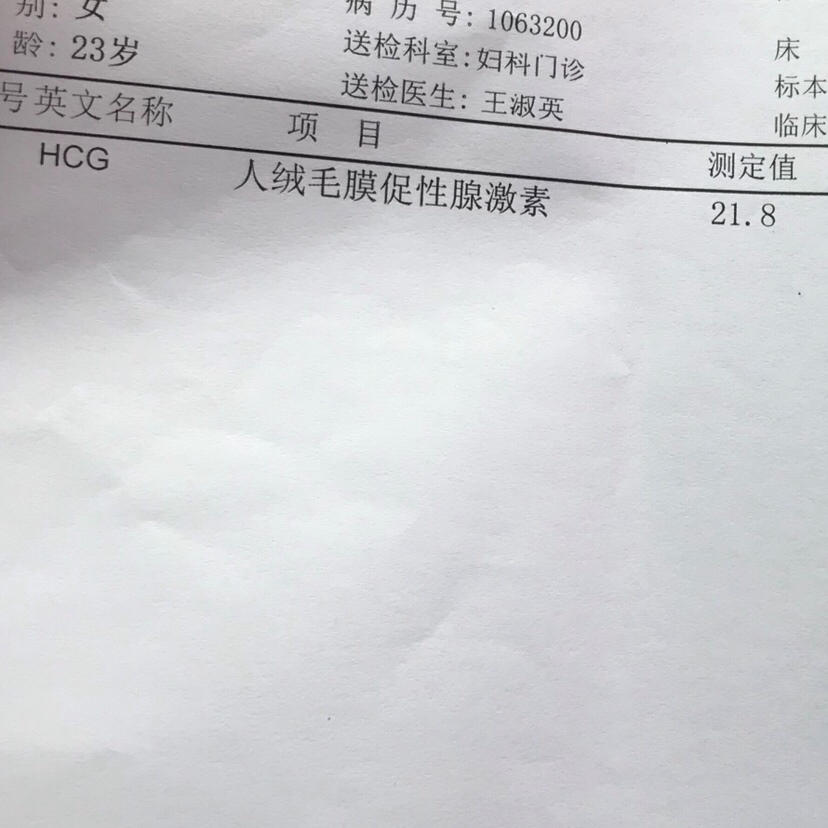 别: 女
病 历 号: 1063200
龄: 23岁
送检科室: 妇科门诊
床
送检医生: 王淑英
标本
临床
号 英文名称 项 目 测定值
HCG 人绒毛膜促性腺激素 21.8